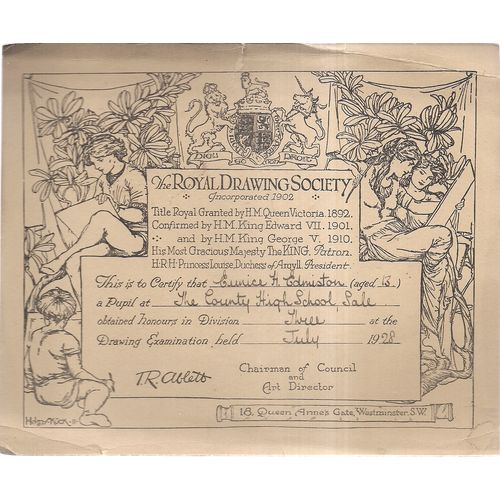 DIEU ET MON DROIT
The ROYAL DRAWING SOCIETY
Incorporated 1902
Title Royal Granted by H.M. Queen Victoria. 1892.
Confirmed by H.M. King Edward VII. 1901.
and by H.M. King George V. 1910.
His Most Gracious Majesty The KING, Patron.
H·R·H·Princess Louise, Duchess of Argyll. President.
This is to Certify that Eunice H. Edmiston (aged 13.)
a Pupil at The County High School, Sale
obtained honours in Division Three at the
Drawing Examination held July 1928
T.R. Ablett
Chairman of Council
and
Art Director
18, Queen Anne's Gate, Westminster. S.W.